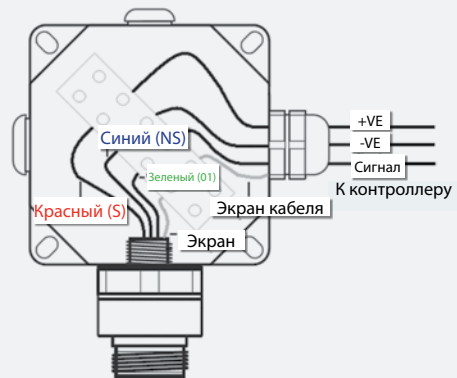 +VE
-VE
Синий (NS)
Сигнал
Зеленый (01)
К контроллеру
Красный (S)
Экран кабеля
Экран